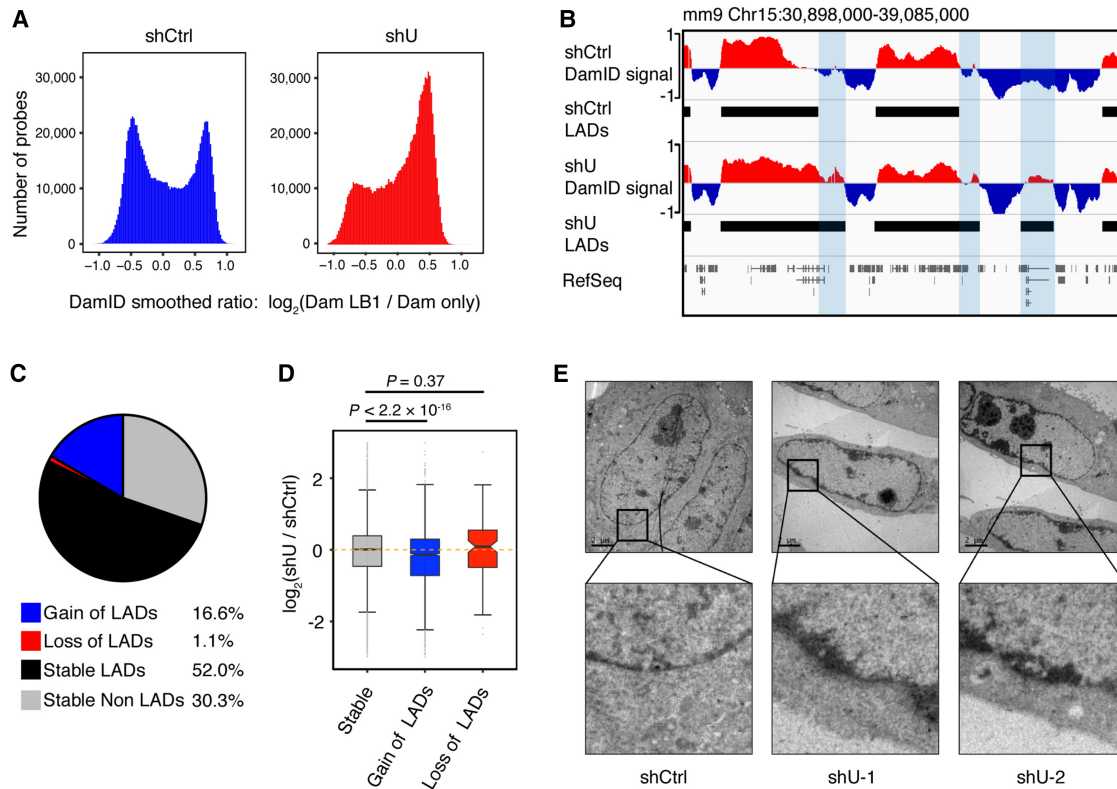 A
shCtrl
shU
30,000
20,000
10,000
0
30,000
20,000
10,000
0
Number of probes
−1.0 −0.5 0.0 0.5 1.0
−1.0 −0.5 0.0 0.5 1.0
DamID smoothed ratio: log2(Dam LB1 / Dam only)
B
mm9 Chr15:30,898,000-39,085,000
shCtrl
DamID signal
1
-1
shCtrl
LADs
shU
DamID signal
1
-1
shU
LADs
RefSeq
C
Gain of LADs 16.6%
Loss of LADs 1.1%
Stable LADs 52.0%
Stable Non LADs 30.3%
D
P = 0.37
P < 2.2 × 10-16
log2(shU / shCtrl)
2
0
-2
Stable
Gain of LADs
Loss of LADs
E
2 µm
2 µm
2 µm
shCtrl
shU-1
shU-2